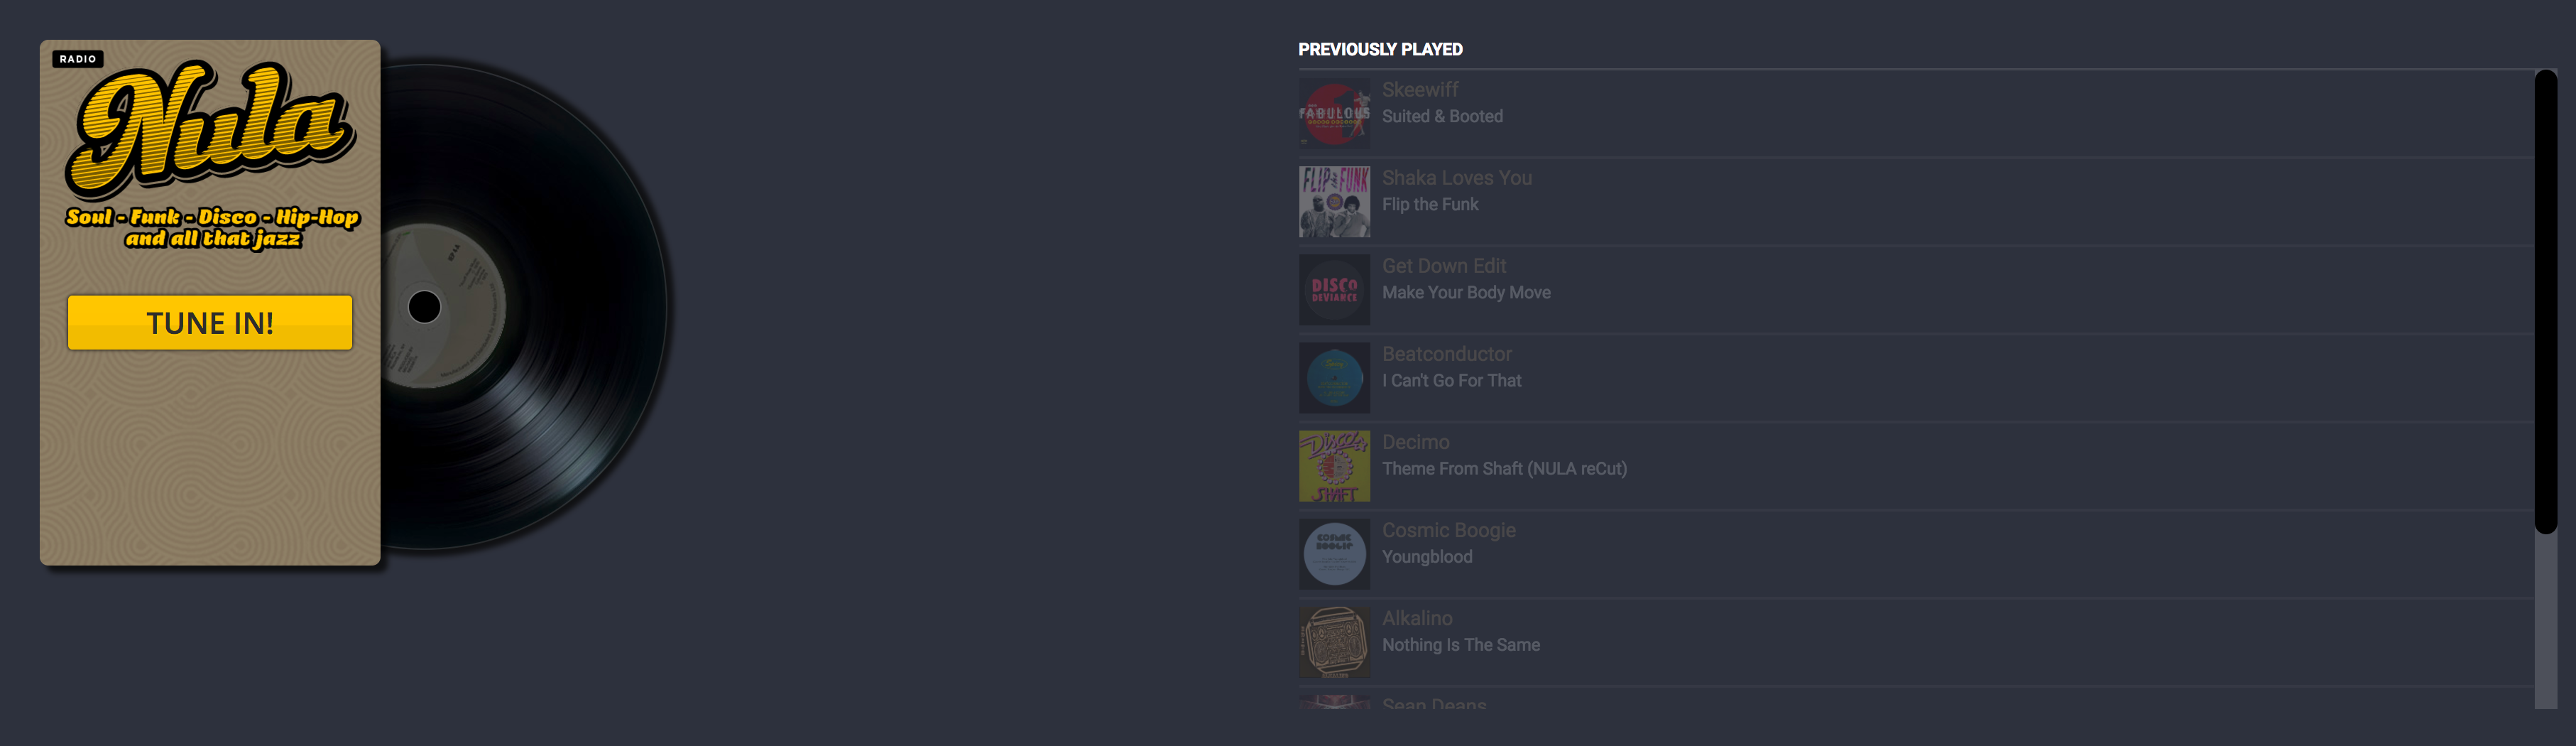 RADIO
Nula
Soul - Funk - Disco - Hip-Hop
and all that jazz
TUNE IN!
PREVIOUSLY PLAYED
FABULOUS
Skeewiff
Suited & Booted
FLIP the FUNK
Shaka Loves You
Flip the Funk
DISCO
DEVIANCE
Get Down Edit
Make Your Body Move
Beatconductor
I Can't Go For That
Disco
SHAFT
Decimo
Theme From Shaft (NULA reCut)
COSMIC
BOOGIE
Cosmic Boogie
Youngblood
Alkalino
Nothing Is The Same
Sean Deans